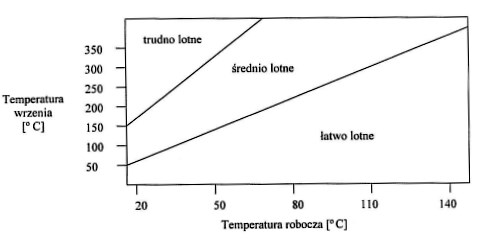 trudno lotne
średnio lotne
łatwo lotne
350
300
250
200
150
100
50
Temperatura
wrzenia
[° C]
20
50
80
110
140
Temperatura robocza [°C]